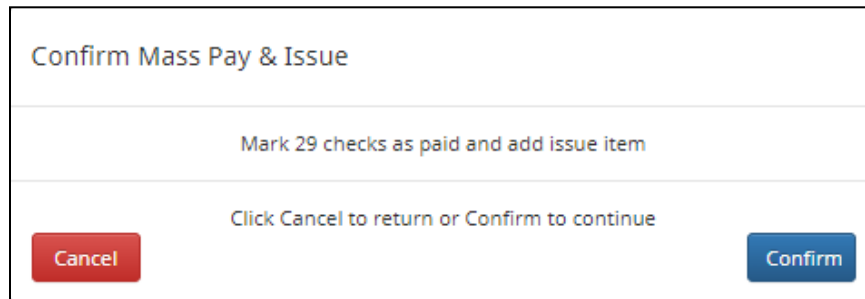 Confirm Mass Pay & Issue
Mark 29 checks as paid and add issue item
Click Cancel to return or Confirm to continue
Cancel
Confirm